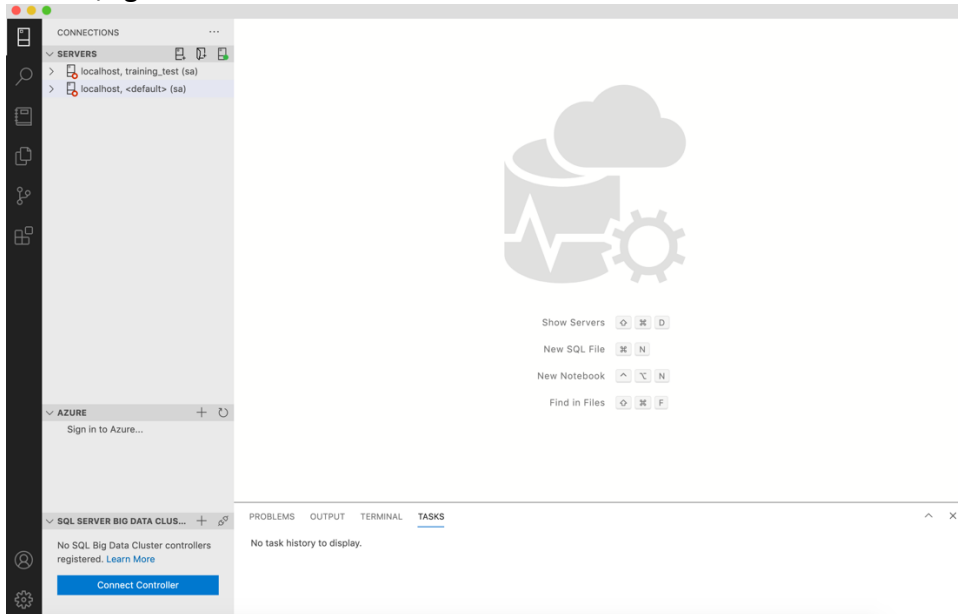 CONNECTIONS
SERVERS
localhost, training_test (sa)
localhost, <default> (sa)
Show Servers ⇧ ⌘ D
New SQL File ⌘ N
New Notebook ^ ⌥ N
Find in Files ⇧ ⌘ F
AZURE
Sign in to Azure...
SQL SERVER BIG DATA CLUS...
No SQL Big Data Cluster controllers
registered. Learn More
Connect Controller
PROBLEMS OUTPUT TERMINAL TASKS
No task history to display.